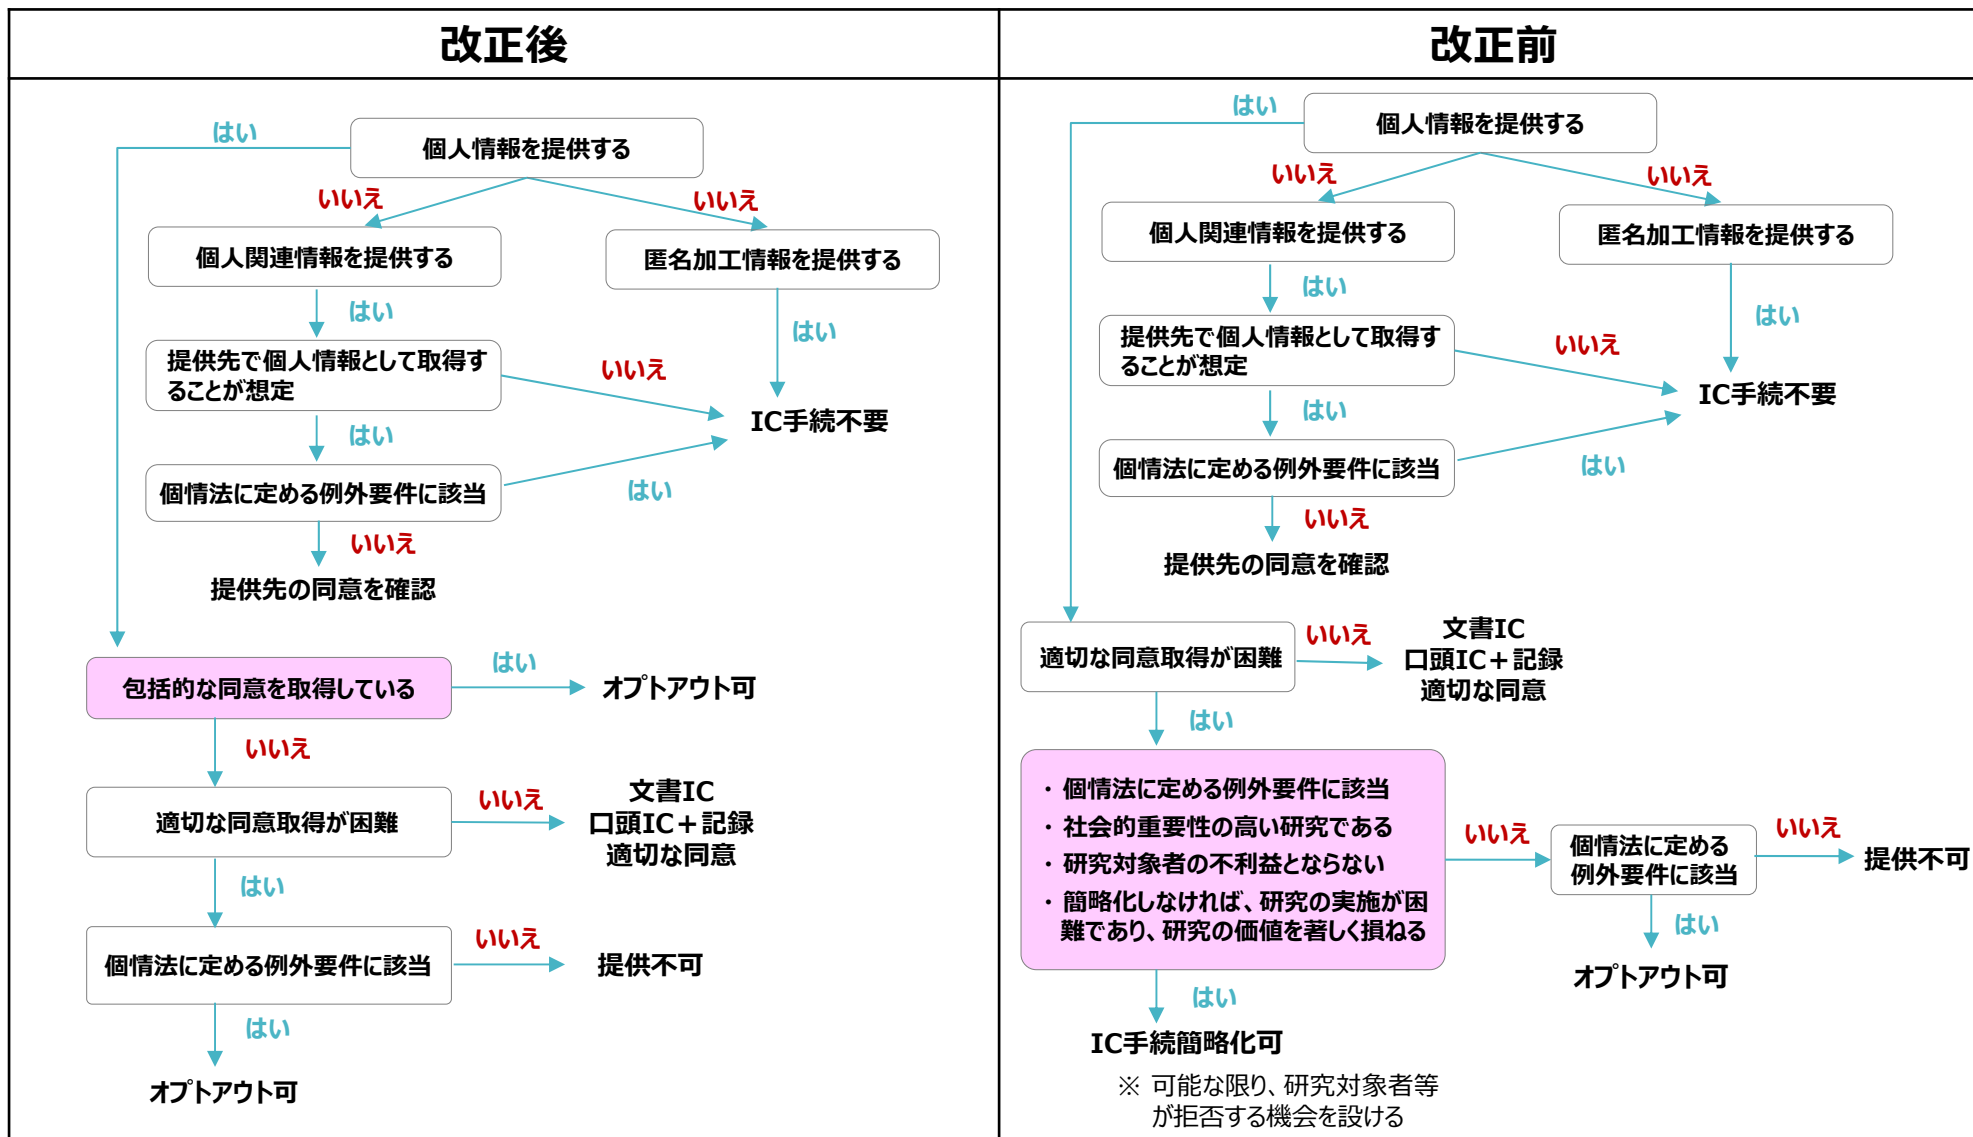 改正後
はい
個人情報を提供する
いいえ
いいえ
個人関連情報を提供する
匿名加工情報を提供する
はい
はい
提供先で個人情報として取得す
ることが想定
いいえ
IC手続不要
はい
個情法に定める例外要件に該当
はい
いいえ
提供先の同意を確認
包括的な同意を取得している
はい
オプトアウト可
いいえ
適切な同意取得が困難
いいえ
文書IC
口頭IC＋記録
適切な同意
はい
個情法に定める例外要件に該当
いいえ
提供不可
はい
オプトアウト可
改正前
はい
個人情報を提供する
いいえ
いいえ
個人関連情報を提供する
匿名加工情報を提供する
はい
はい
提供先で個人情報として取得す
ることが想定
いいえ
IC手続不要
はい
個情法に定める例外要件に該当
はい
いいえ
提供先の同意を確認
適切な同意取得が困難
いいえ
文書IC
口頭IC＋記録
適切な同意
はい
・個情法に定める例外要件に該当
・社会的重要性の高い研究である
・研究対象者の不利益とならない
・簡略化しなければ、研究の実施が困
難であり、研究の価値を著しく損ねる
いいえ
個情法に定める
例外要件に該当
いいえ
提供不可
はい
オプトアウト可
はい
IC手続簡略化可
※ 可能な限り、研究対象者等
が拒否する機会を設ける